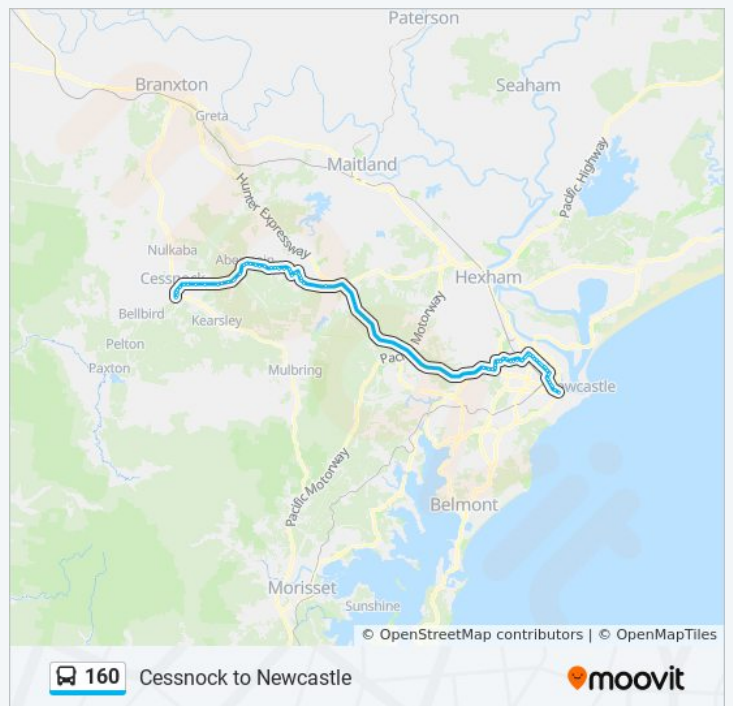 Paterson
Branxton
Seaham
Greta
Maitland
Pacific Highway
Hunter Expressway
Nulkaba
Cessnock
Hexham
Bellbird
Kearsley
Motorway
Pelton
Paxton
Mulbring
Newcastle
Pacific Motorway
Belmont
Morisset
Sunshine
© OpenStreetMap contributors | © OpenMapTiles
160 Cessnock to Newcastle
moovit